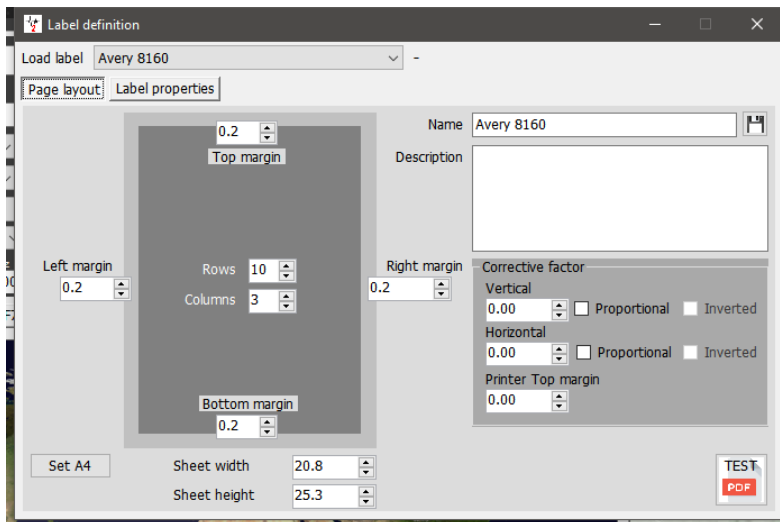 Label definition
Load label Avery 8160 -
Page layout Label properties
0.2
Top margin
Name Avery 8160
Description
Left margin
0.2
Rows 10
Columns 3
Right margin
0.2
Corrective factor
Vertical
0.00 Proportional Inverted
Horizontal
0.00 Proportional Inverted
Printer Top margin
0.00
Bottom margin
0.2
Set A4
Sheet width 20.8
Sheet height 25.3
TEST
PDF